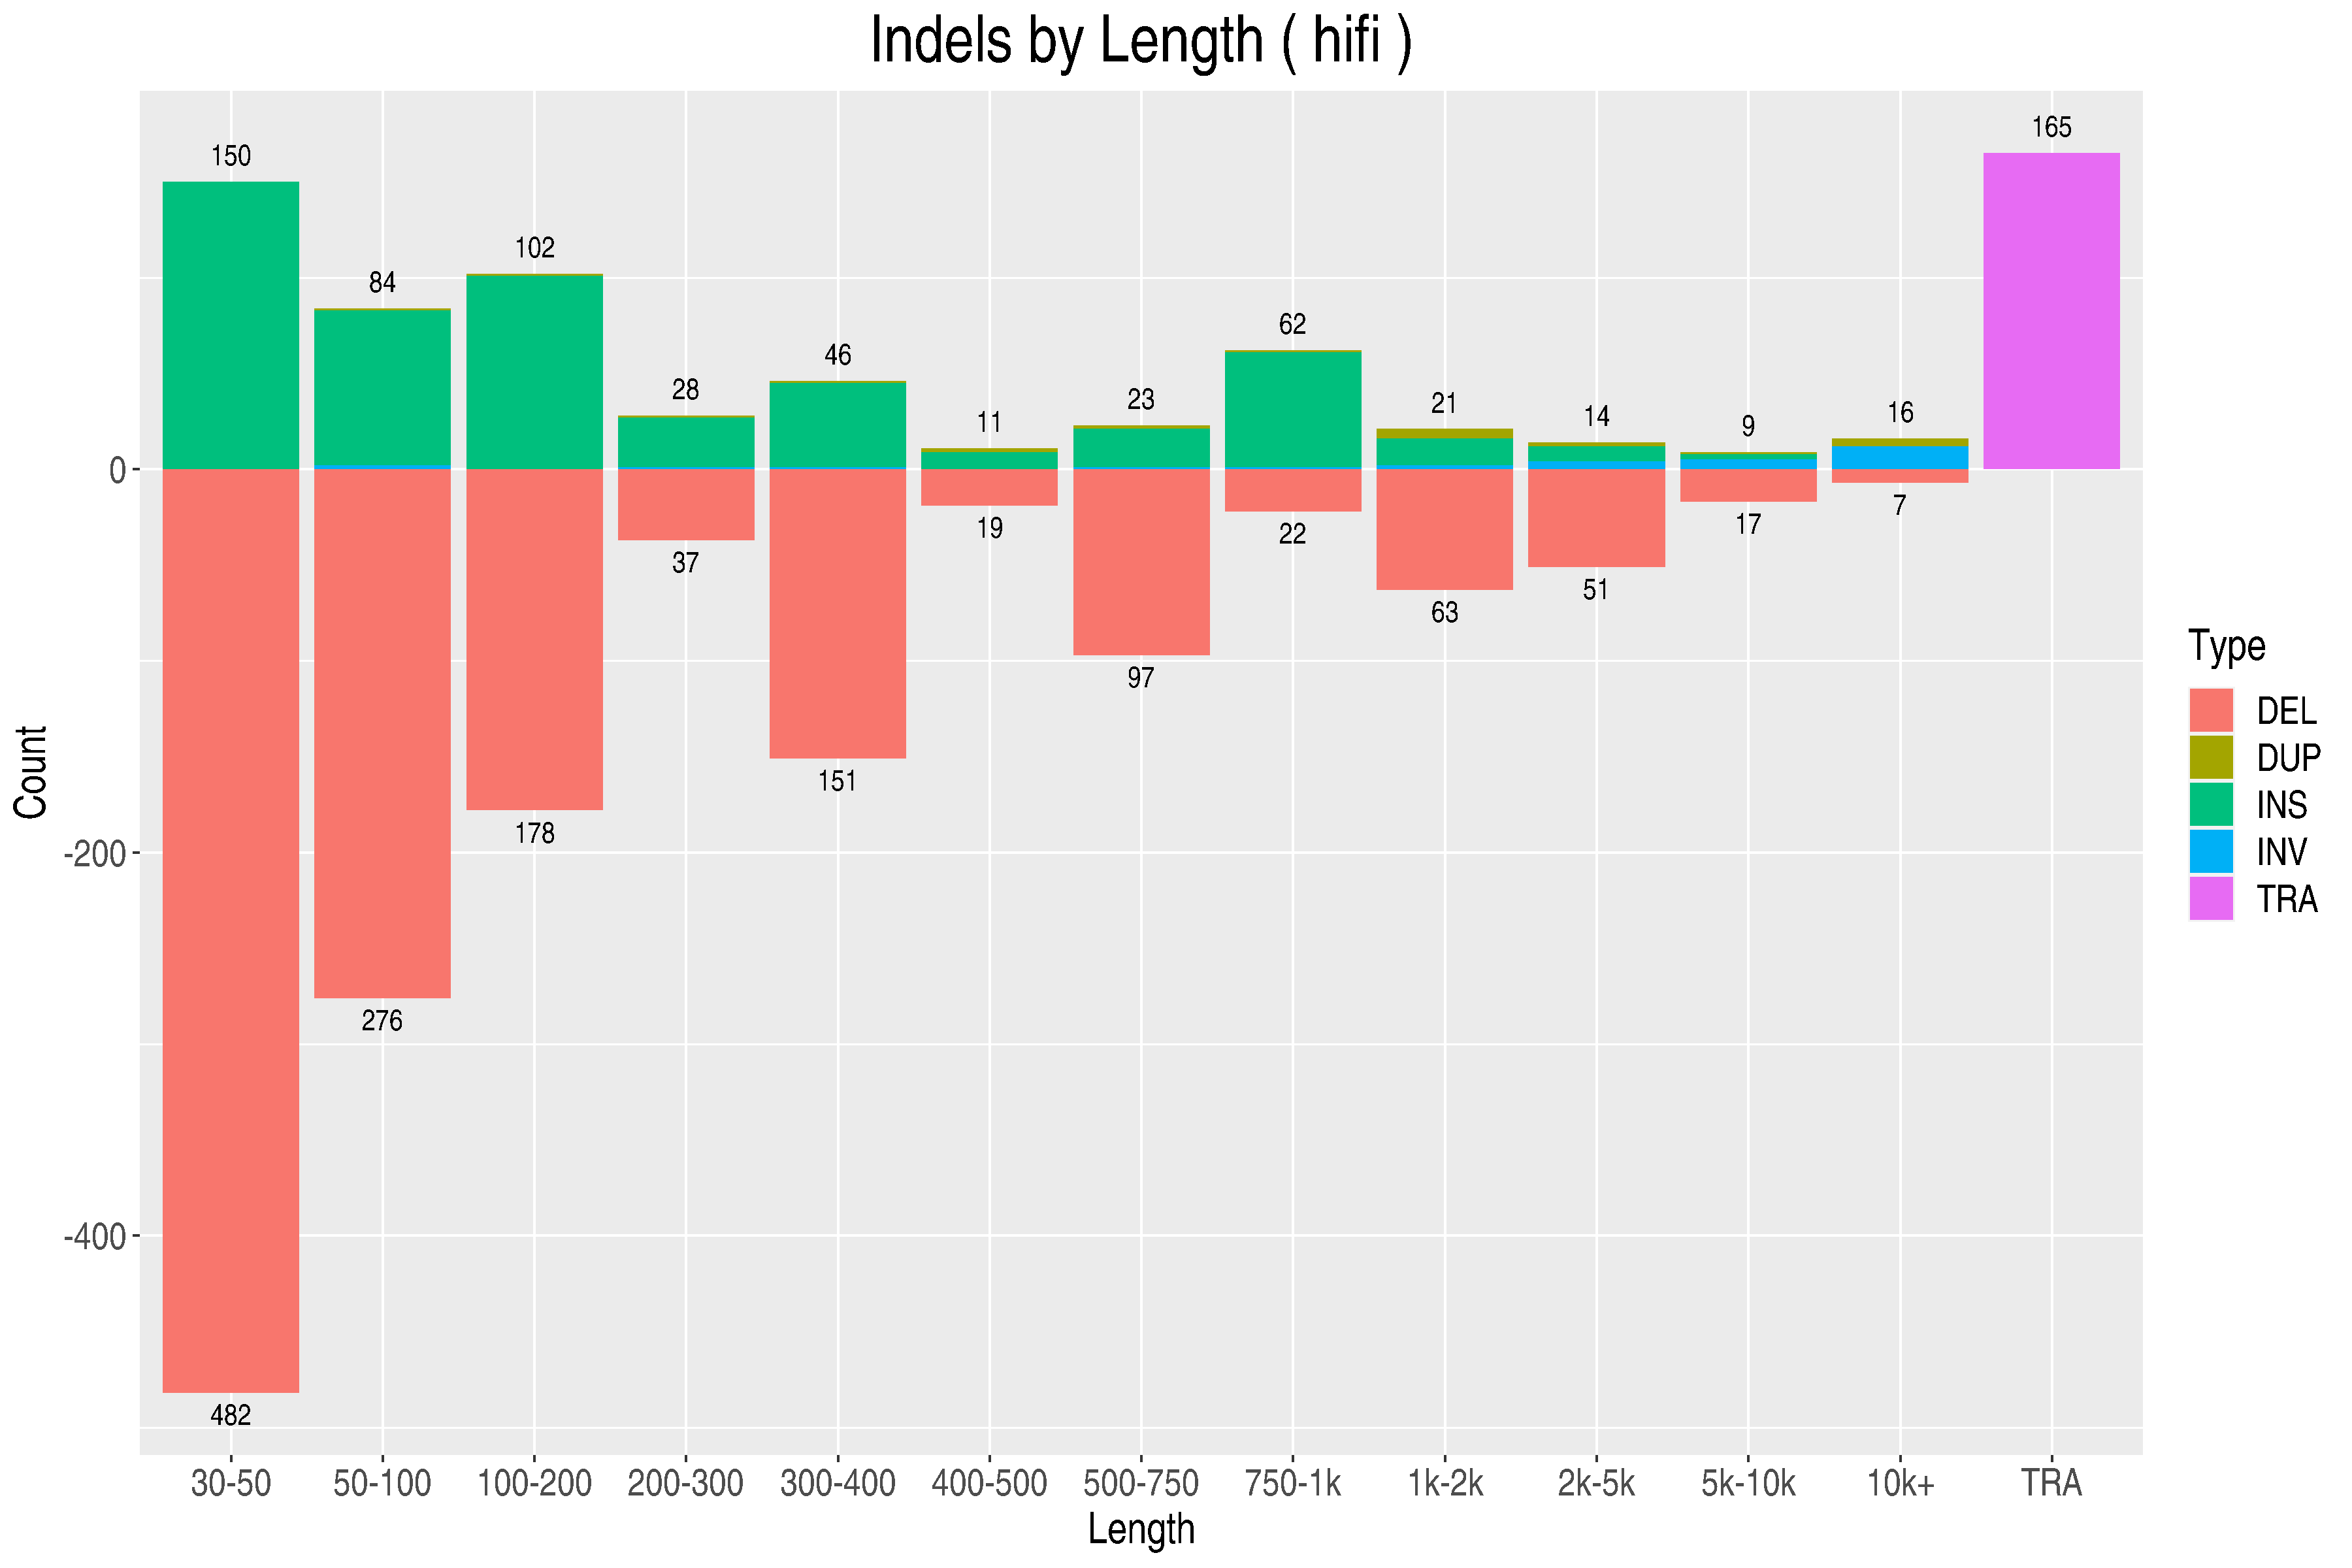 Indels by Length ( hifi )
150
84
102
28
46
11
23
62
21
14
9
16
165
482
276
178
37
151
19
97
22
63
51
17
7
0
-200
-400
Count
30-50
50-100
100-200
200-300
300-400
400-500
500-750
750-1k
1k-2k
2k-5k
5k-10k
10k+
TRA
Length
Type
DEL
DUP
INS
INV
TRA